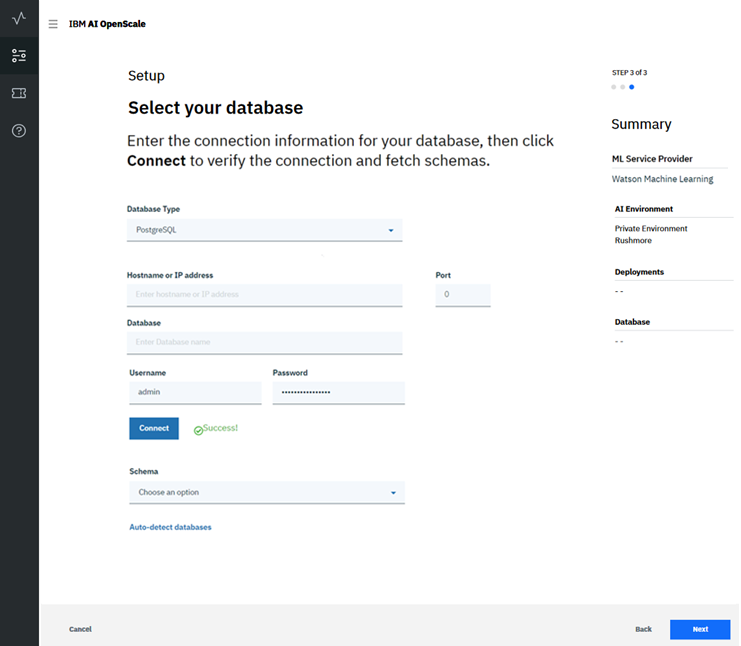 IBM AI OpenScale
Setup
Select your database
Enter the connection information for your database, then click
Connect to verify the connection and fetch schemas.
Database Type
PostgreSQL
Hostname or IP address
Port
Enter hostname or IP address
0
Database
Enter Database name
Username
Password
admin
••••••••••••••••
Connect
Success!
Schema
Choose an option
Auto-detect databases
STEP 3 of 3
Summary
ML Service Provider
Watson Machine Learning
AI Environment
Private Environment
Rushmore
Deployments
- -
Database
- -
Cancel
Back
Next